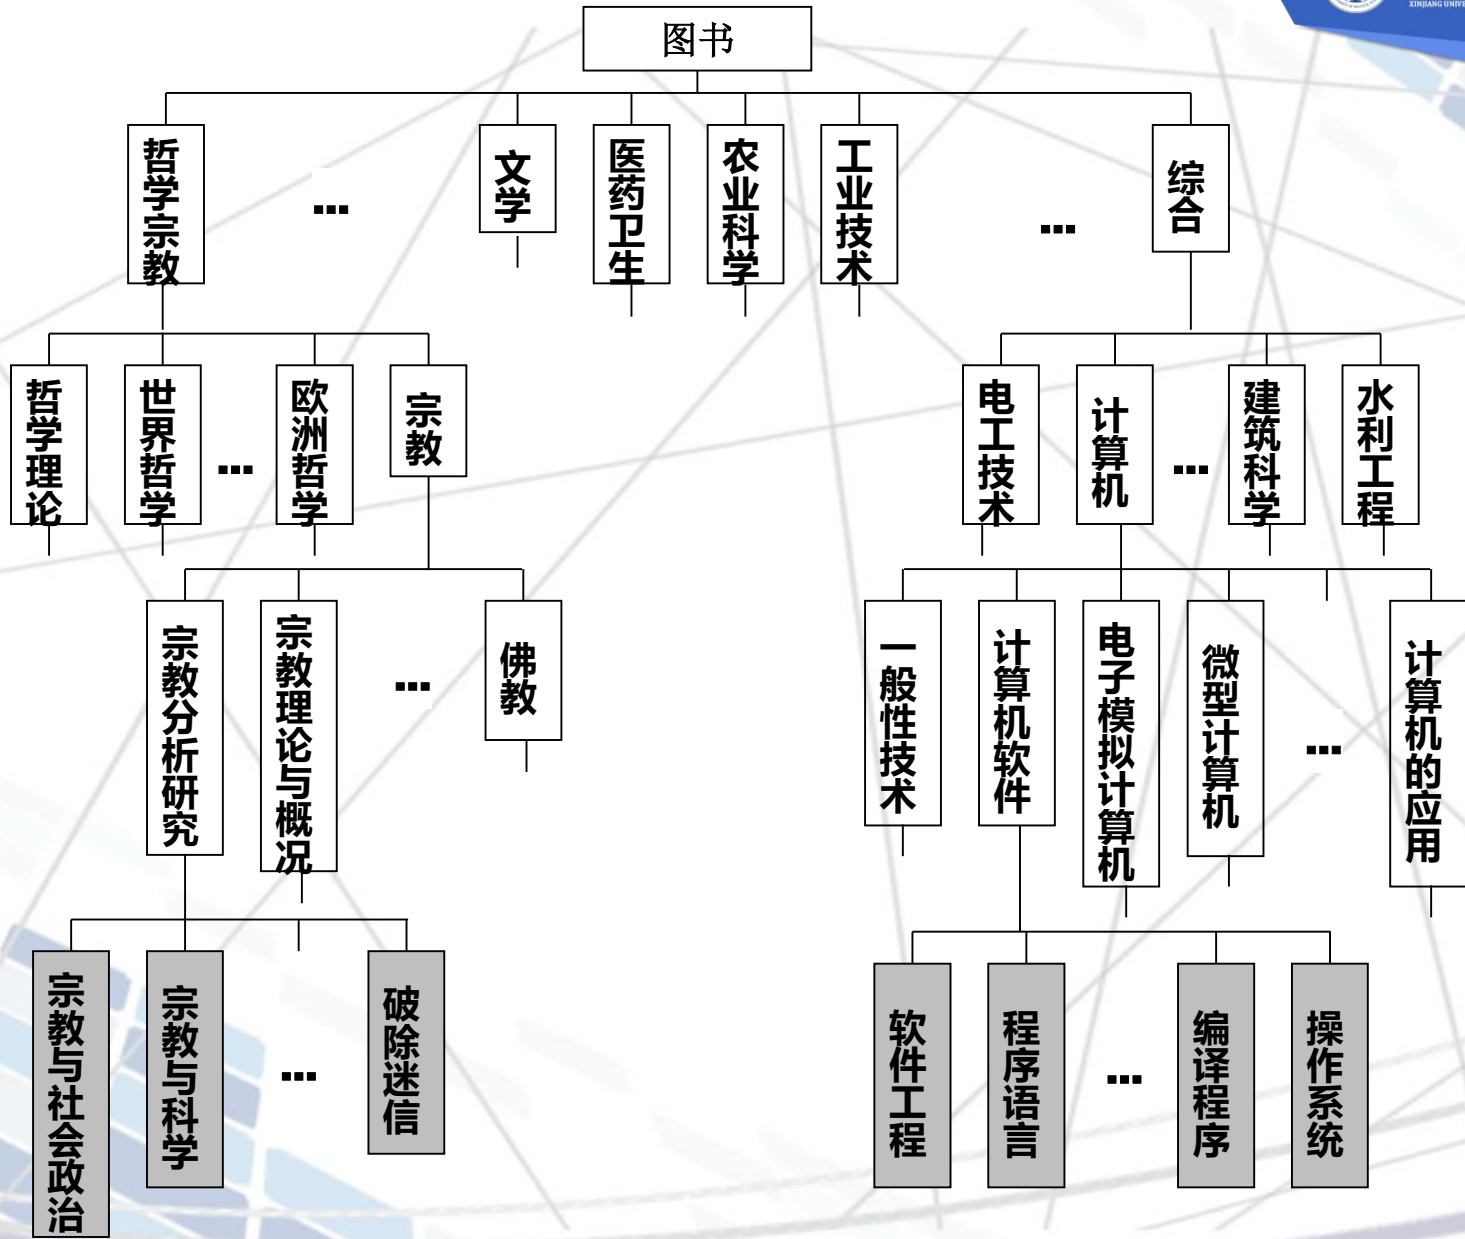 XINJIANG UNIVE
图书
哲学宗教
...
文学
医药卫生
农业科学
工业技术
...
综合
哲学理论
世界哲学
...
欧洲哲学
宗教
电工技术
计算机
...
建筑科学
水利工程
宗教分析研究
宗教理论与概况
...
佛教
一般性技术
计算机软件
电子模拟计算机
微型计算机
...
计算机的应用
宗教与社会政治
宗教与科学
...
破除迷信
软件工程
程序语言
...
编译程序
操作系统